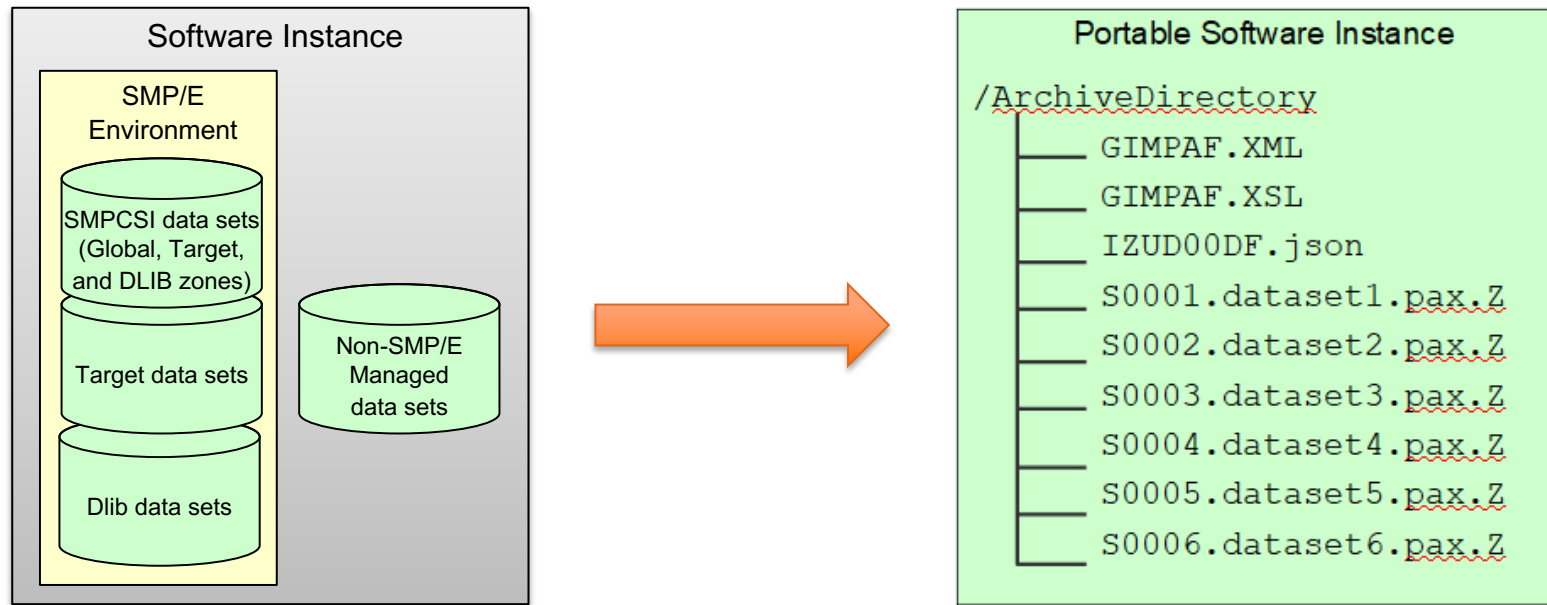 Software Instance
SMP/E
Environment
SMPCSI data sets
(Global, Target,
and DLIB zones)
Target data sets
Dlib data sets
Non-SMP/E
Managed
data sets
Portable Software Instance
/ArchiveDirectory
GIMPAF.XML
GIMPAF.XSL
IZUD00DF.json
S0001.dataset1.pax.Z
S0002.dataset2.pax.Z
S0003.dataset3.pax.Z
S0004.dataset4.pax.Z
S0005.dataset5.pax.Z
S0006.dataset6.pax.Z